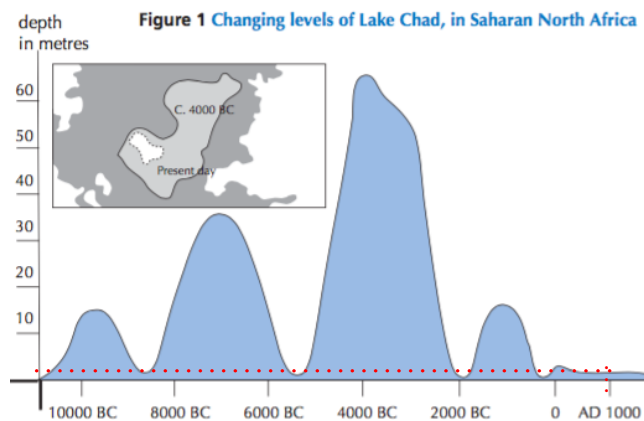 Figure 1 Changing levels of Lake Chad, in Saharan North Africa
depth
in metres
60
50
40
30
20
10
C. 4000 BC
Present day
10000 BC 8000 BC 6000 BC 4000 BC 2000 BC 0 AD 1000